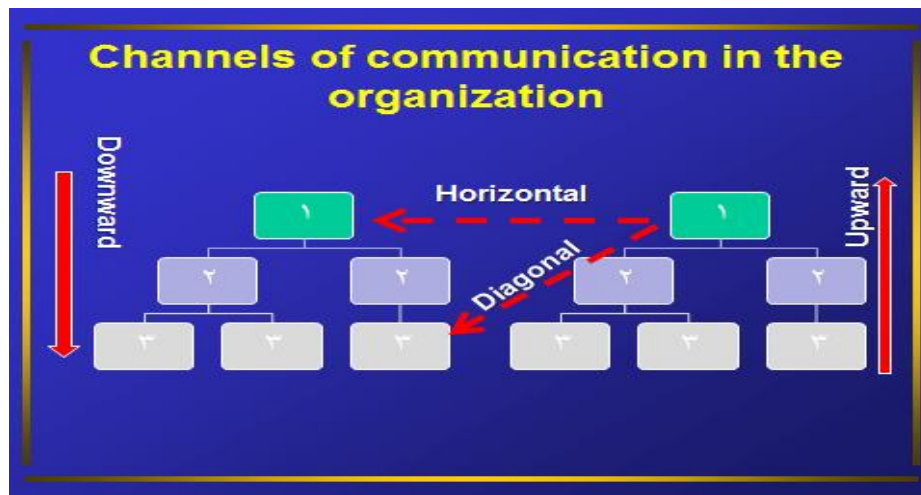 Channels of communication in the
organization
Downward
Horizontal
Upward
Diagonal
١
١
٢
٢
٢
٢
٣
٣
٣
٣
٣
٣